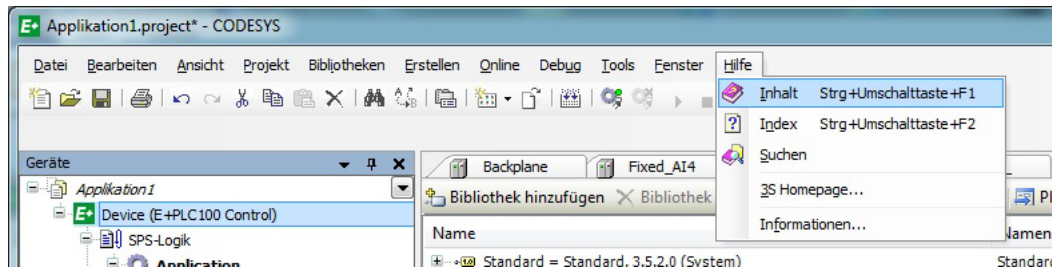 Applikation1.project* - CODESYS
Datei Bearbeiten Ansicht Projekt Bibliotheken Erstellen Online Debug Tools Fenster Hilfe
Inhalt Strg+Umschalttaste+F1
Index Strg+Umschalttaste+F2
Suchen
3S Homepage...
Informationen...
Geräte
Backplane Fixed_AI4
Applikation1
Bibliothek hinzufügen Bibliothek
Device (E+PLC100 Control)
Name
SPS-Logik
Application
Standard = Standard, 3.5.2.0 (System)